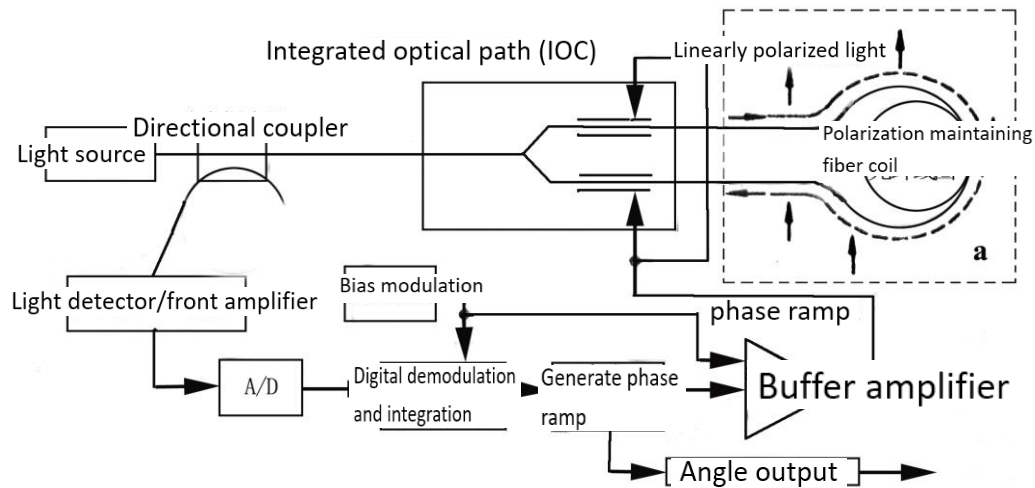 Integrated optical path (IOC)
Linearly polarized light
Directional coupler
Light source
Polarization maintaining
fiber coil
a
Light detector/front amplifier
Bias modulation
phase ramp
A/D
Digital demodulation
and integration
Generate phase
ramp
Buffer amplifier
Angle output